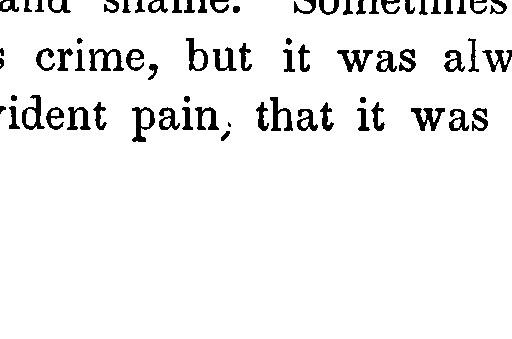 and shame. Sometimes
s crime, but it was alw
vident pain, that it was